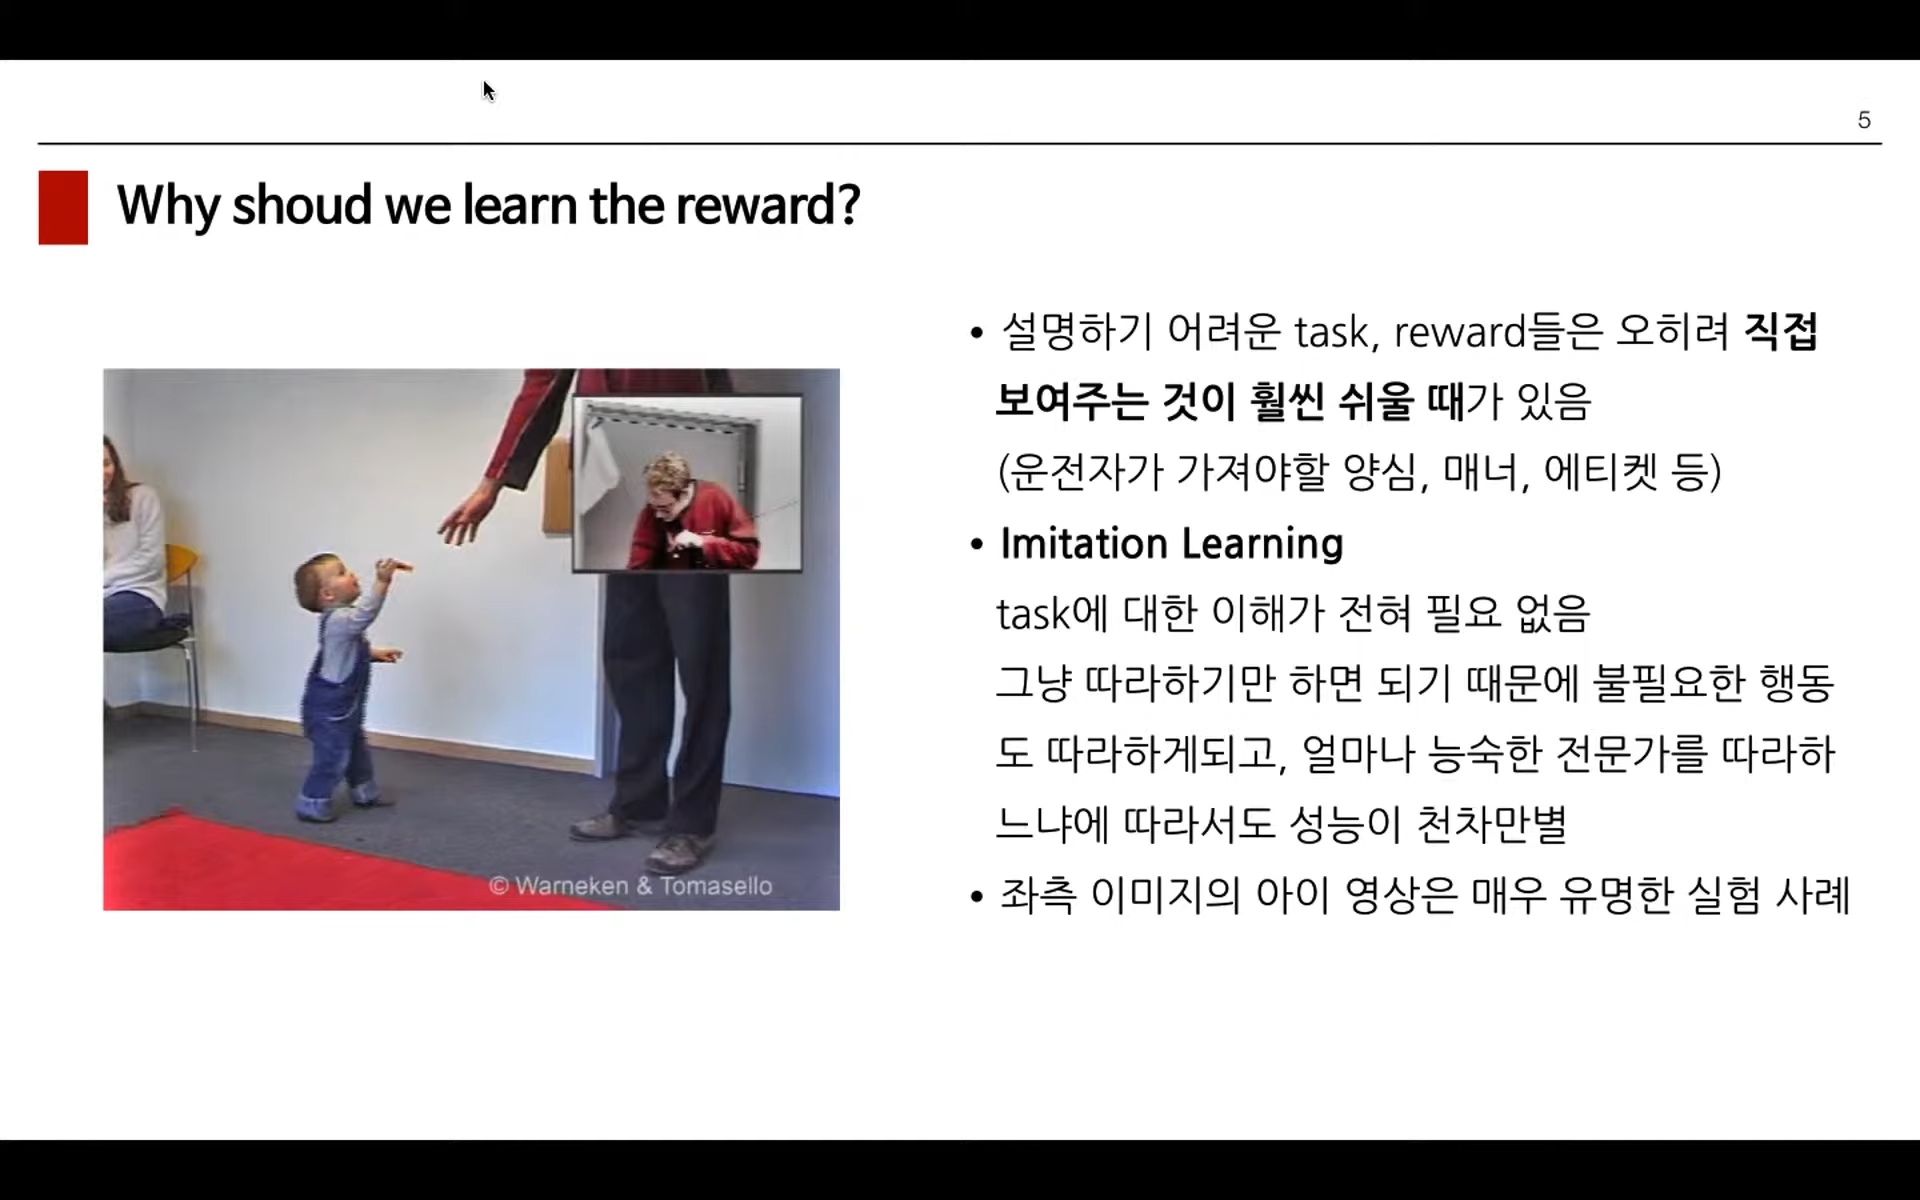 5
Why shoud we learn the reward?
• 설명하기 어려운 task, reward들은 오히려 직접
보여주는 것이 훨씬 쉬울 때가 있음
(운전자가 가져야할 양심, 매너, 에티켓 등)
• Imitation Learning
task에 대한 이해가 전혀 필요 없음
그냥 따라하기만 하면 되기 때문에 불필요한 행동
도 따라하게되고, 얼마나 능숙한 전문가를 따라하
느냐에 따라서도 성능이 천차만별
• 좌측 이미지의 아이 영상은 매우 유명한 실험 사례
© Warneken & Tomasello